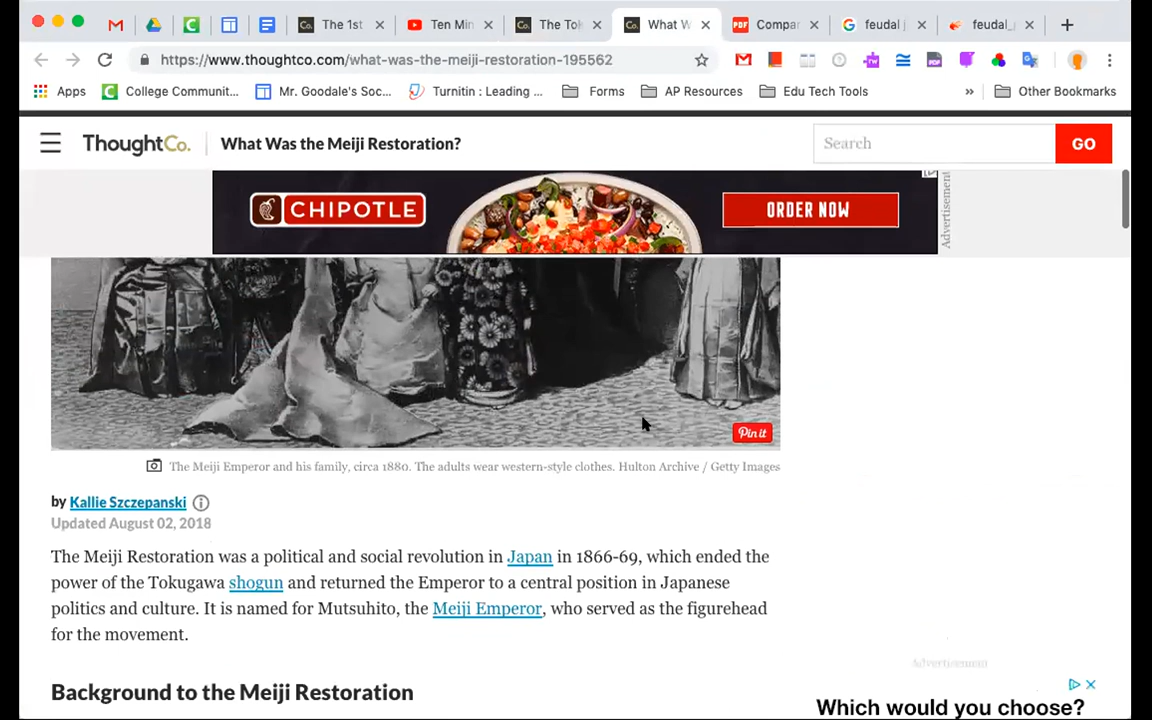 The 1st
Ten Min
The Tok
What W
Compar
feudal j
feudal_
https://www.thoughtco.com/what-was-the-meiji-restoration-195562
Apps
College Communit...
Mr. Goodale's Soc...
Turnitin : Leading ...
Forms
AP Resources
Edu Tech Tools
»
Other Bookmarks
ThoughtCo.
What Was the Meiji Restoration?
Search
GO
CHIPOTLE
ORDER NOW
Advertisement
Pin it
The Meiji Emperor and his family, circa 1880. The adults wear western-style clothes. Hulton Archive / Getty Images
by Kallie Szczepanski
Updated August 02, 2018
The Meiji Restoration was a political and social revolution in Japan in 1866-69, which ended the
power of the Tokugawa shogun and returned the Emperor to a central position in Japanese
politics and culture. It is named for Mutsuhito, the Meiji Emperor, who served as the figurehead
for the movement.
Advertisement
Background to the Meiji Restoration
Which would you choose?